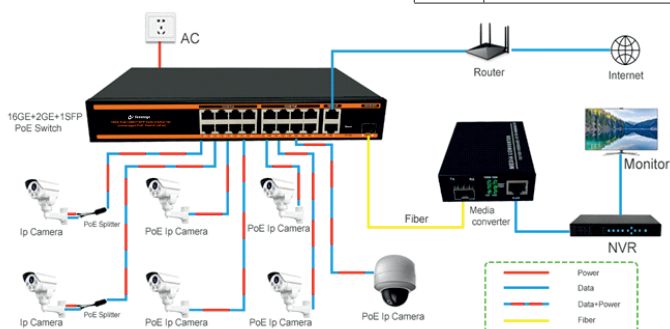 AC
Router
Internet
16GE+2GE+1SFP
PoE Switch
Monitor
Fiber
Media
converter
NVR
Ip Camera
PoE Splitter
PoE Ip Camera
PoE Ip Camera
PoE Ip Camera
Ip Camera
PoE Splitter
PoE Ip Camera
PoE Ip Camera
Power
Data
Data+Power
Fiber